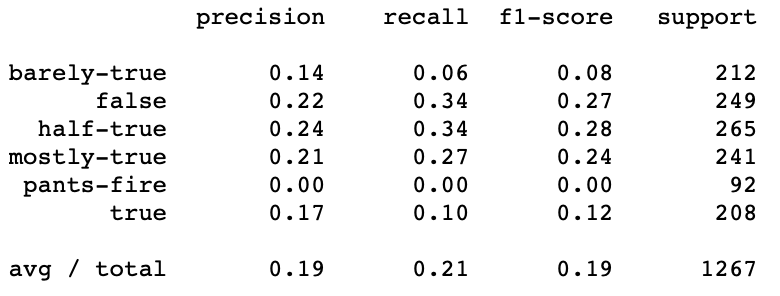 precision recall f1-score support
barely-true 0.14 0.06 0.08 212
false 0.22 0.34 0.27 249
half-true 0.24 0.34 0.28 265
mostly-true 0.21 0.27 0.24 241
pants-fire 0.00 0.00 0.00 92
true 0.17 0.10 0.12 208
avg / total 0.19 0.21 0.19 1267